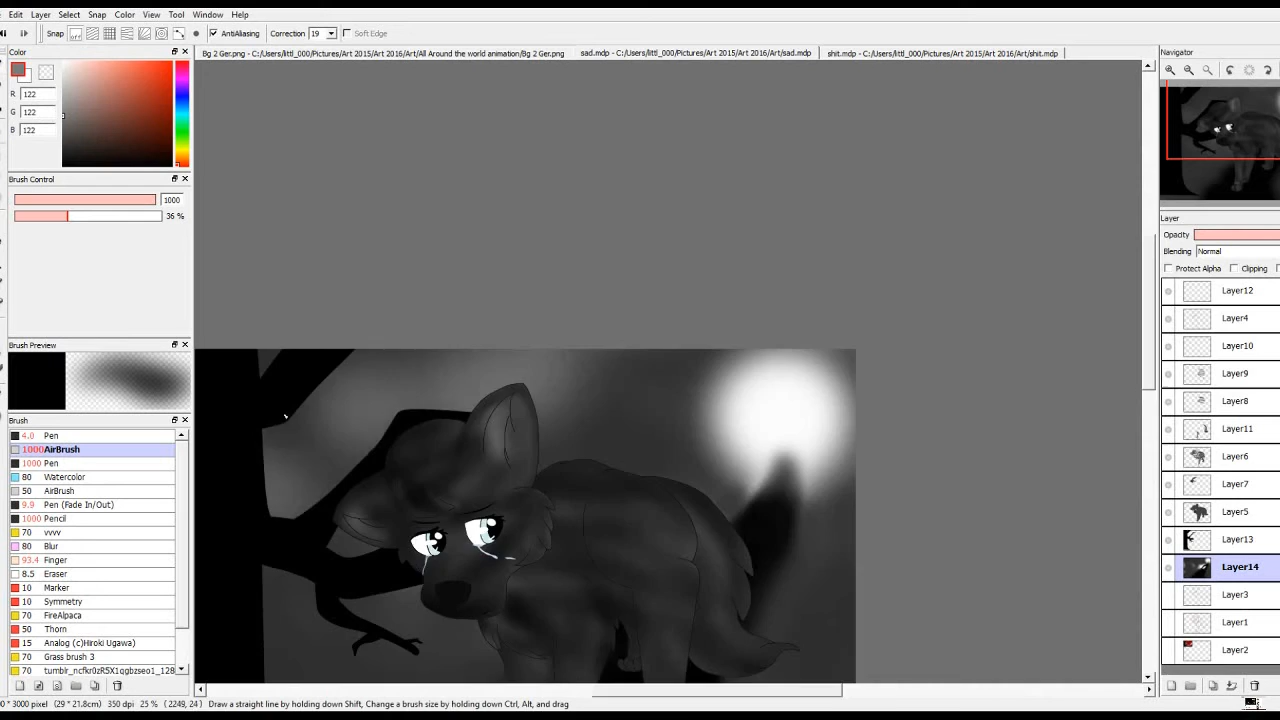 Edit Layer Select Snap Color View Tool Window Help
Snap AntiAliasing Correction 19 Soft Edge
Color
Bg 2 Ger.png - C:/Users/littl_000/Pictures/Art 2015/Art 2016/Art/All Around the world animation/Bg 2 Ger.png
sad.mdp - C:/Users/littl_000/Pictures/Art 2015/Art 2016/Art/sad.mdp
shit.mdp - C:/Users/littl_000/Pictures/Art 2015/Art 2016/Art/shit.mdp
Navigator
R 122
G 122
B 122
Brush Control
1000
36 %
Brush Preview
Brush
4.0 Pen
1000 AirBrush
1000 Pen
80 Watercolor
50 AirBrush
9.9 Pen (Fade In/Out)
1000 Pencil
70 vvvv
80 Blur
93.4 Finger
8.5 Eraser
10 Marker
10 Symmetry
70 FireAlpaca
50 Thorn
15 Analog (c)Hiroki Ugawa)
70 Grass brush 3
70 tumblr_ncfkr0zR5X1qgbzseo1_128
Layer
Opacity
Blending Normal
Protect Alpha Clipping
Layer12
Layer4
Layer10
Layer9
Layer8
Layer11
Layer6
Layer7
Layer5
Layer13
Layer14
Layer3
Layer1
Layer2
0 * 3000 pixel (29 * 21.8cm) 350 dpi 25 % ( 2249, 24 ) Draw a straight line by holding down Shift, Change a brush size by holding down Ctrl, Alt, and drag